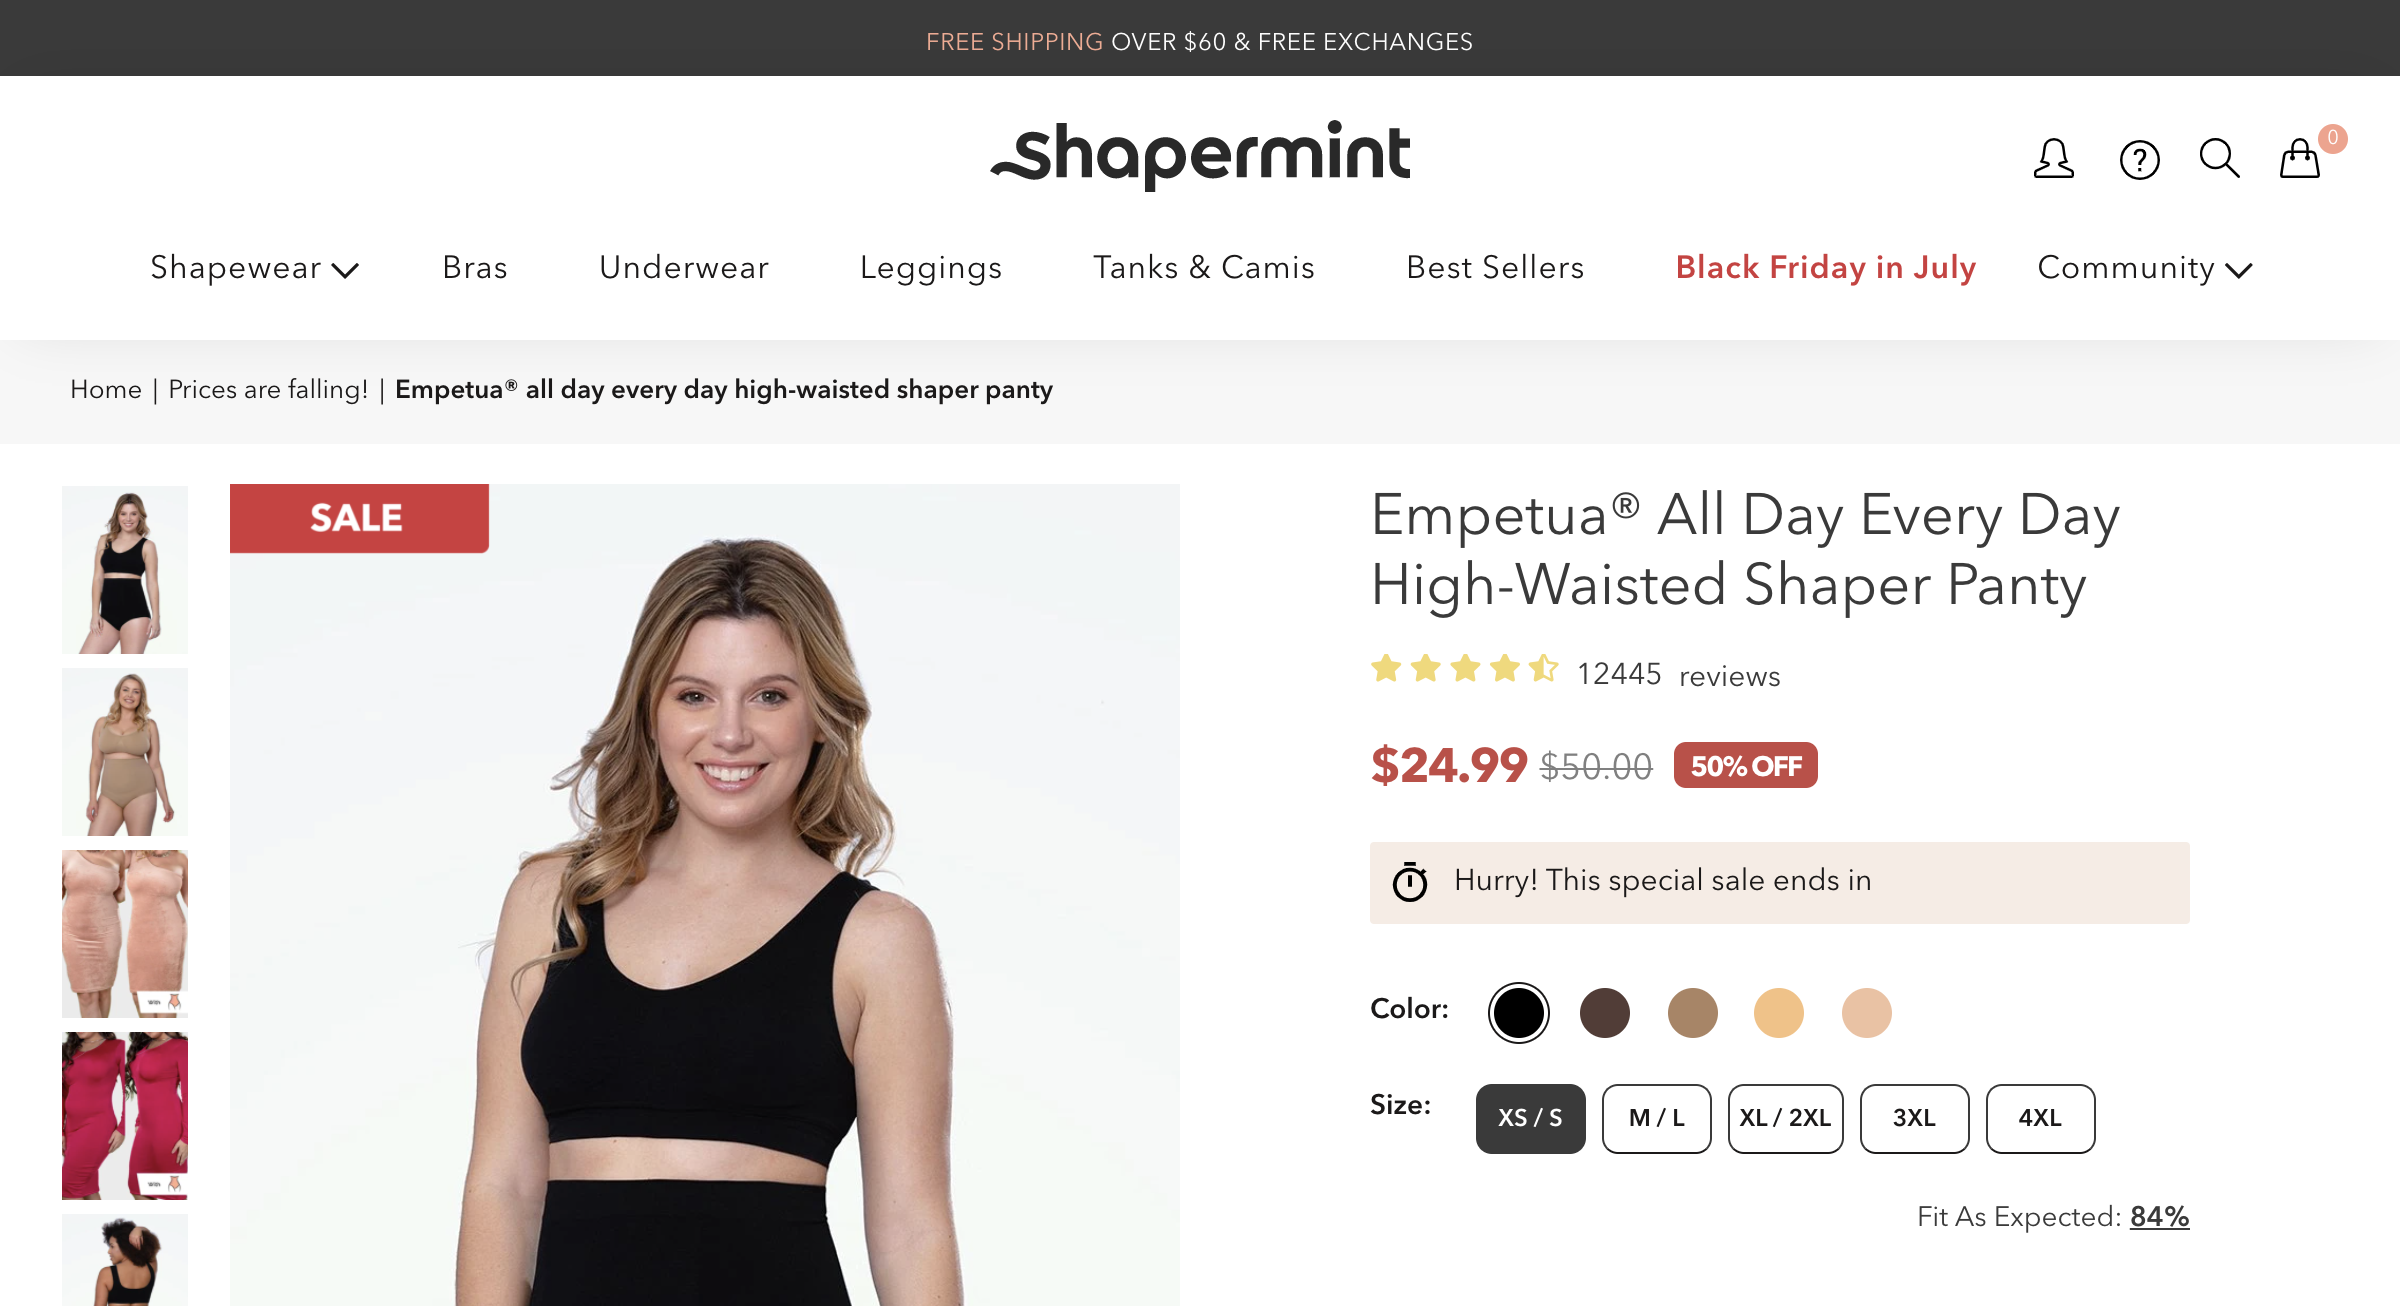 FREE SHIPPING OVER $60 & FREE EXCHANGES
shapermint
0
Shapewear
Bras
Underwear
Leggings
Tanks & Camis
Best Sellers
Black Friday in July
Community
Home | Prices are falling! | Empetua® all day every day high-waisted shaper panty
SALE
With
With
Empetua® All Day Every Day
High-Waisted Shaper Panty
12445 reviews
$24.99 $50.00 50% OFF
Hurry! This special sale ends in
Color:
Size: XS / S M / L XL / 2XL 3XL 4XL
Fit As Expected: 84%